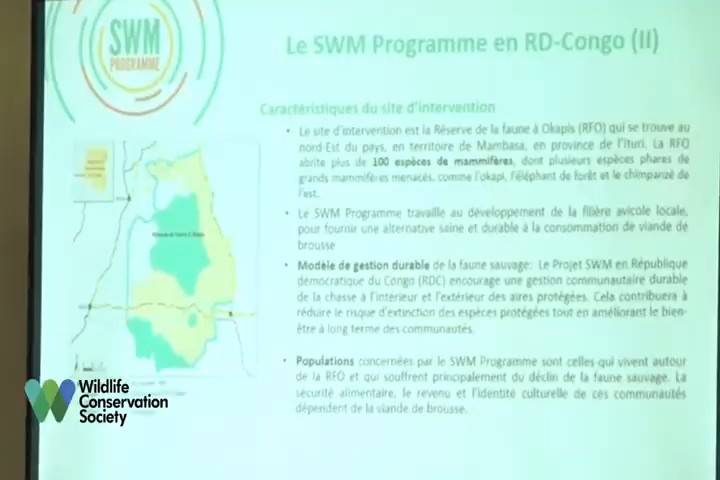 SWM
PROGRAMME
Le SWM Programme en RD-Congo (II)
Caractéristiques du site d'intervention
• Le site d'intervention est la Réserve de la faune à Okapis (RFO) qui se trouve au
nord-Est du pays, en territoire de Mambasa, en province de l'Ituri. La RFO
abrite plus de 100 espèces de mammifères, dont plusieurs espèces phares de
grands mammifères menacés, comme l'okapi, l'éléphant de forêt et le chimpanzé de
l'est.
• Le SWM Programme travaille au développement de la filière avicole locale,
pour fournir une alternative saine et durable à la consommation de viande de
brousse
• Modèle de gestion durable de la faune sauvage: Le Projet SWM en République
démocratique du Congo (RDC) encourage une gestion communautaire durable
de la chasse à l'intérieur et l'extérieur des aires protégées. Cela contribuera à
réduire le risque d'extinction des espèces protégées tout en améliorant le bien-
être à long terme des communautés.
• Populations concernées par le SWM Programme sont celles qui vivent autour
de la RFO et qui souffrent principalement du déclin de la faune sauvage. La
sécurité alimentaire, le revenu et l'identité culturelle de ces communautés
dépendent de la viande de brousse.
Wildlife
Conservation
Society